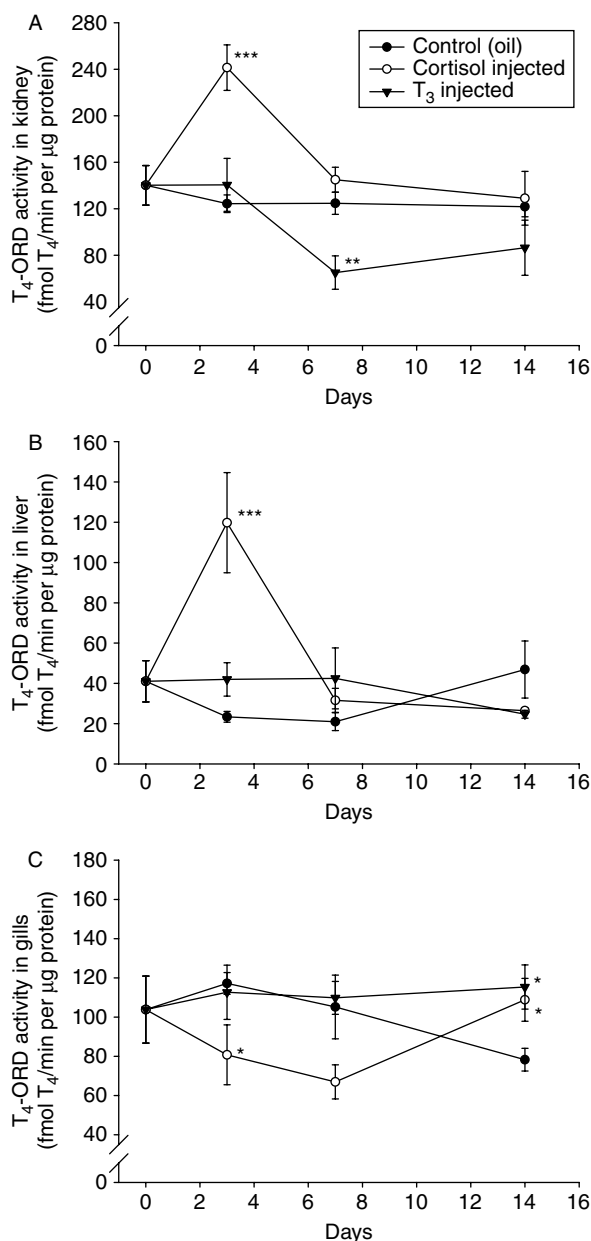 A
T4-ORD activity in kidney
(fmol T4/min per μg protein)
280
240
200
160
120
80
40
0
***
**
Control (oil)
Cortisol injected
T3 injected
0 2 4 6 8 10 12 14 16
Days
B
T4-ORD activity in liver
(fmol T4/min per μg protein)
160
140
120
100
80
60
40
20
0
***
0 2 4 6 8 10 12 14 16
Days
C
T4-ORD activity in gills
(fmol T4/min per μg protein)
180
160
140
120
100
80
60
40
0
*
*
*
0 2 4 6 8 10 12 14 16
Days